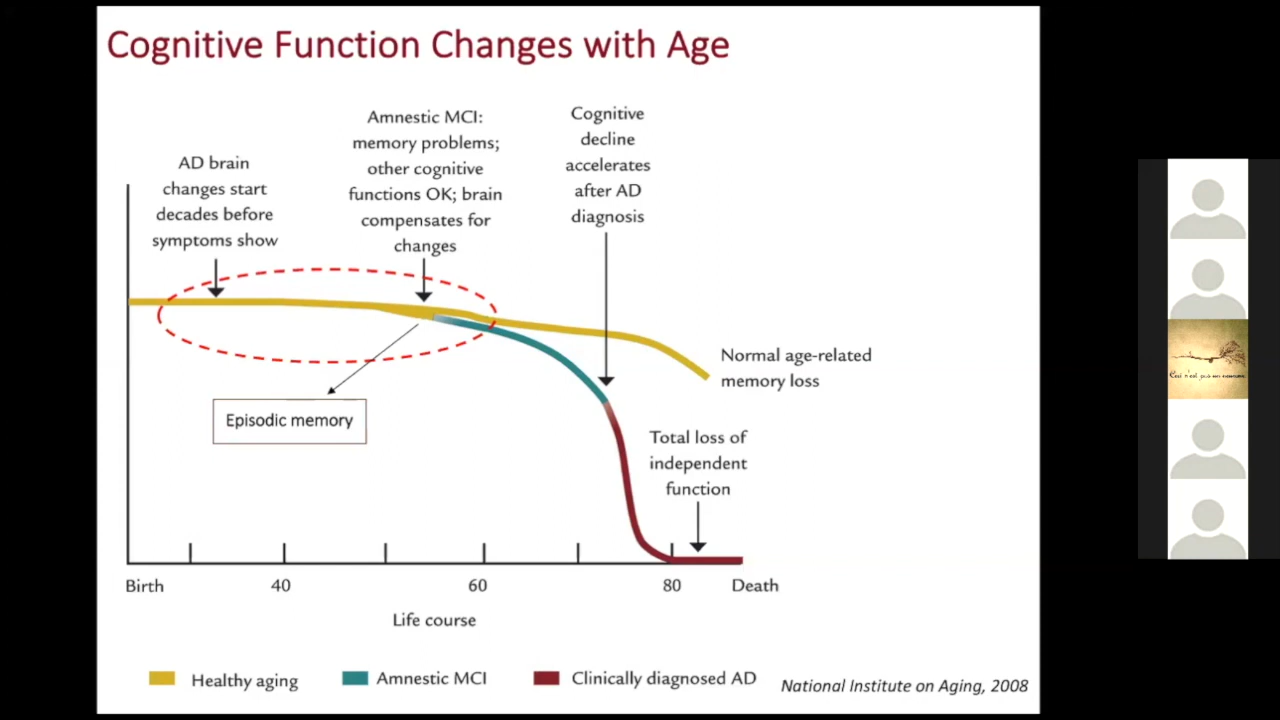 Cognitive Function Changes with Age
AD brain
changes start
decades before
symptoms show
Amnestic MCI:
memory problems;
other cognitive
functions OK; brain
compensates for
changes
Cognitive
decline
accelerates
after AD
diagnosis
Normal age-related
memory loss
Episodic memory
Total loss of
independent
function
Birth 40 60 80 Death
Life course
Healthy aging Amnestic MCI Clinically diagnosed AD
National Institute on Aging, 2008